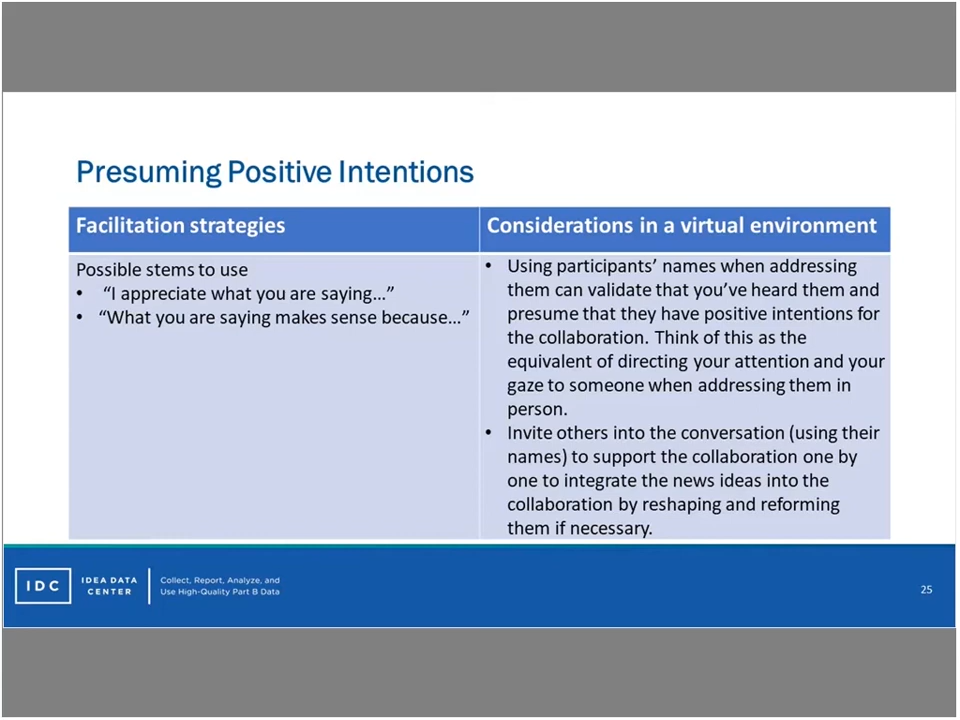 Presuming Positive Intentions
Facilitation strategies
Possible stems to use
• “I appreciate what you are saying…”
• “What you are saying makes sense because…”
Considerations in a virtual environment
• Using participants’ names when addressing
them can validate that you’ve heard them and
presume that they have positive intentions for
the collaboration. Think of this as the
equivalent of directing your attention and your
gaze to someone when addressing them in
person.
• Invite others into the conversation (using their
names) to support the collaboration one by
one to integrate the news ideas into the
collaboration by reshaping and reforming
them if necessary.
IDC
IDEA DATA
CENTER
Collect, Report, Analyze, and
Use High-Quality Part B Data
25